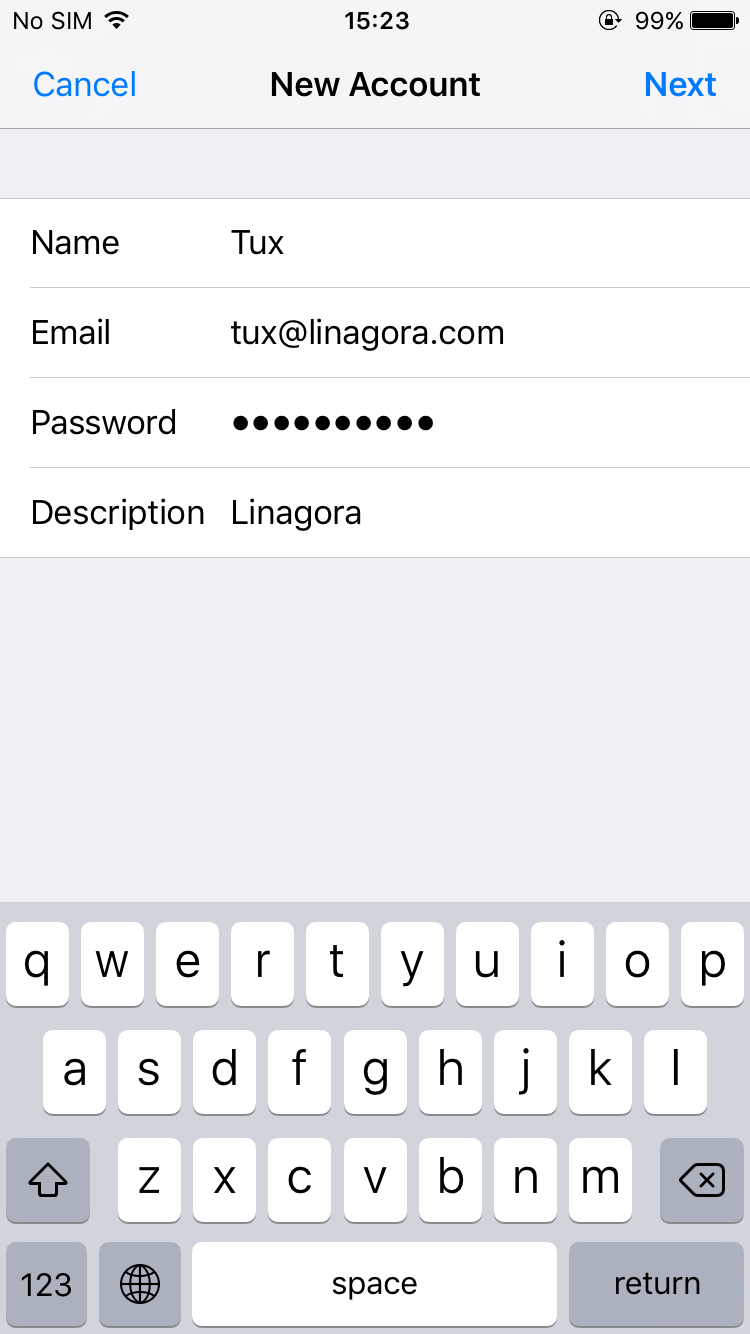 No SIM 15:23 99%
Cancel New Account Next
Name Tux
Email tux@linagora.com
Password ●●●●●●●●●●
Description Linagora
q w e r t y u i o p
a s d f g h j k l
z x c v b n m
123 space return